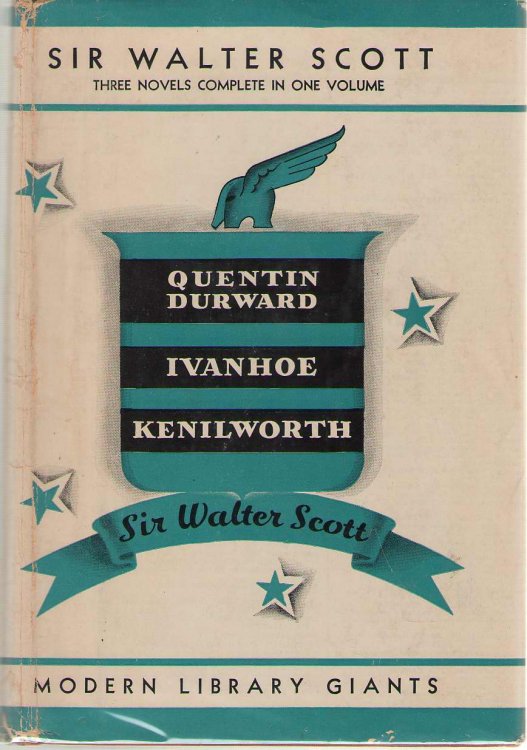 SIR WALTER SCOTT
THREE NOVELS COMPLETE IN ONE VOLUME
QUENTIN
DURWARD
IVANHOE
KENILWORTH
Sir Walter Scott
MODERN LIBRARY GIANTS